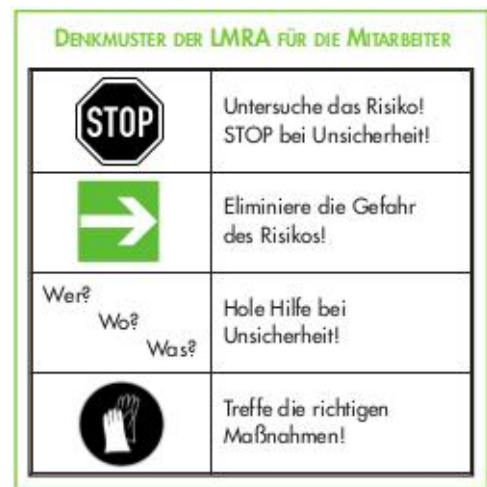 DENKMUSTER DER LMRA FÜR DIE MITARBEITER
STOP
Untersuche das Risiko!
STOP bei Unsicherheit!
Eliminiere die Gefahr
des Risikos!
Wer?
Wo?
Was?
Hole Hilfe bei
Unsicherheit!
Treffe die richtigen
Maßnahmen!